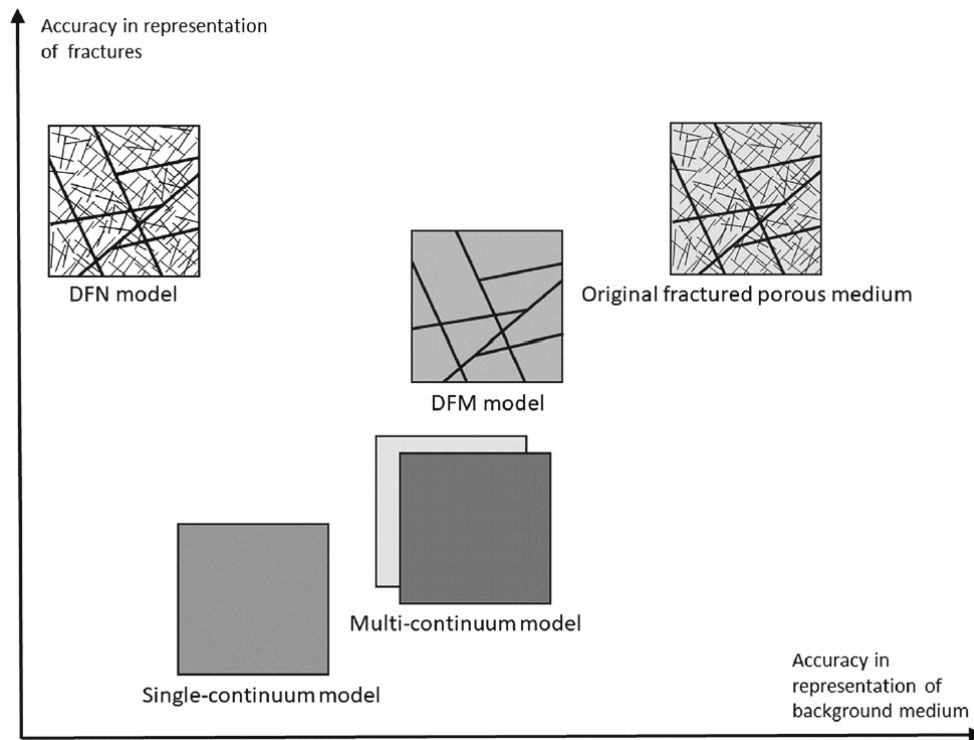 Accuracy in representation
of fractures
DFN model
Original fractured porous medium
DFM model
Multi-continuum model
Single-continuum model
Accuracy in
representation of
background medium